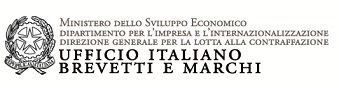 Ministero dello Sviluppo Economico
dipartimento per l'impresa e l'internazionalizzazione
direzione generale per la lotta alla contraffazione
UFFICIO ITALIANO
BREVETTI E MARCHI